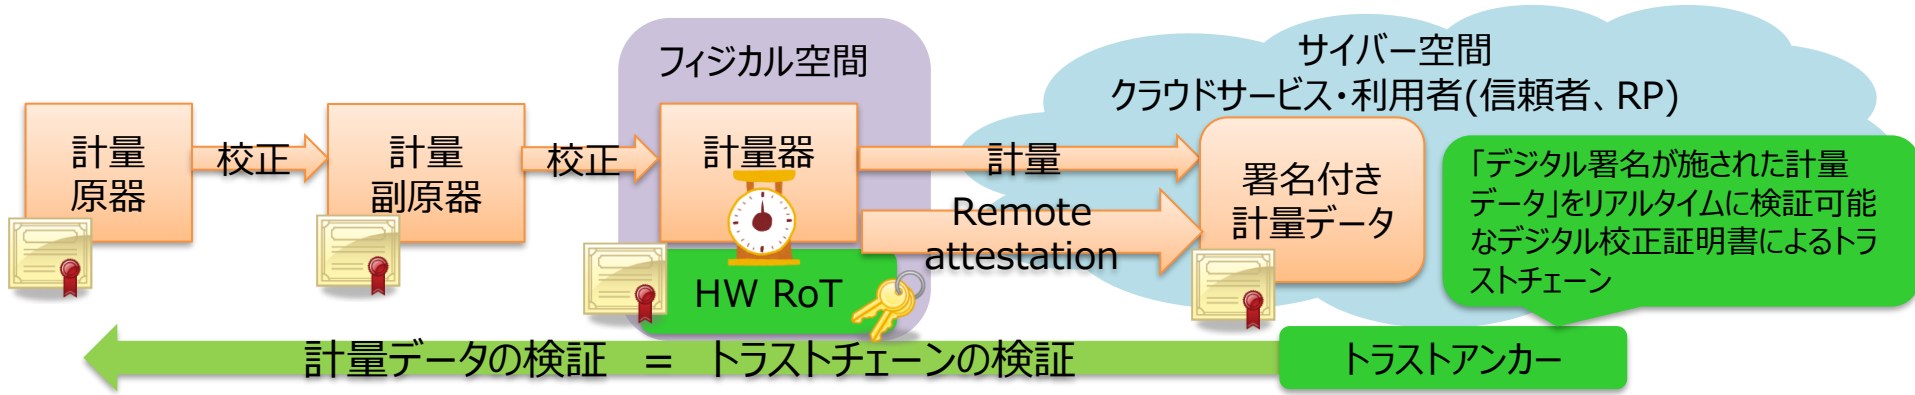 フィジカル空間
サイバー空間
クラウドサービス・利用者(信頼者、RP)
計量
原器
校正
計量
副原器
校正
計量器
計量
Remote
attestation
署名付き
計量データ
HW RoT
「デジタル署名が施された計量
データ」をリアルタイムに検証可能
なデジタル校正証明書によるトラ
ストチェーン
計量データの検証 = トラストチェーンの検証
トラストアンカー